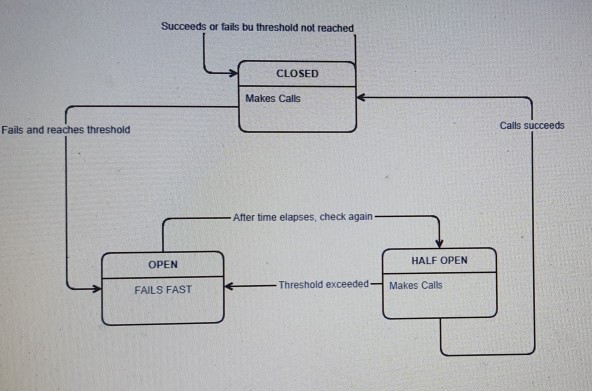 Succeeds or fails bu threshold not reached
CLOSED
Makes Calls
Fails and reaches threshold
Calls succeeds
After time elapses, check again
OPEN
FAILS FAST
HALF OPEN
Threshold exceeded
Makes Calls